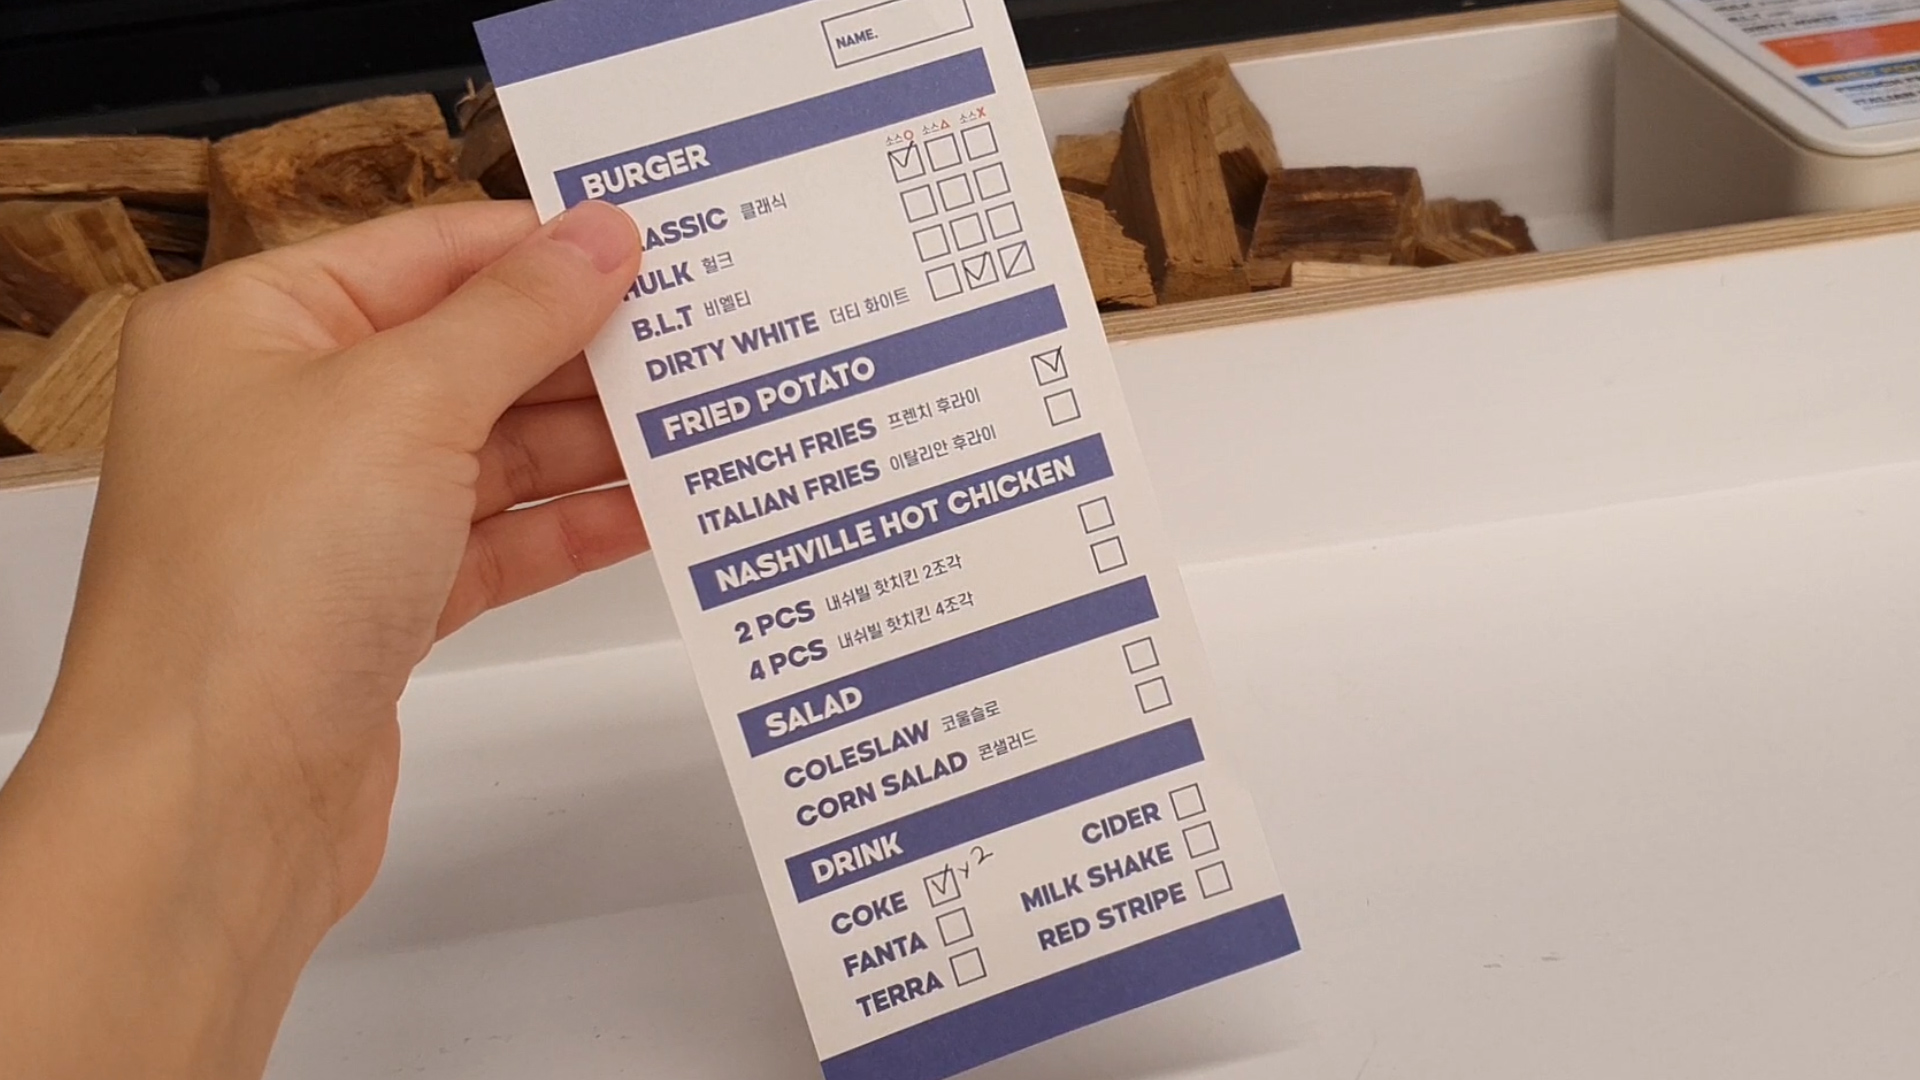 NAME.
BURGER
소스O 소스△ 소스X
LASSIC 클래식
HULK 헐크
B.L.T 비엘티
DIRTY WHITE 더티 화이트
FRIED POTATO
FRENCH FRIES 프렌치 후라이
ITALIAN FRIES 이탈리안 후라이
NASHVILLE HOT CHICKEN
2 PCS 내쉬빌 핫치킨 2조각
4 PCS 내쉬빌 핫치킨 4조각
SALAD
COLESLAW 코울슬로
CORN SALAD 콘샐러드
DRINK
COKE x2 CIDER
FANTA MILK SHAKE
TERRA RED STRIPE